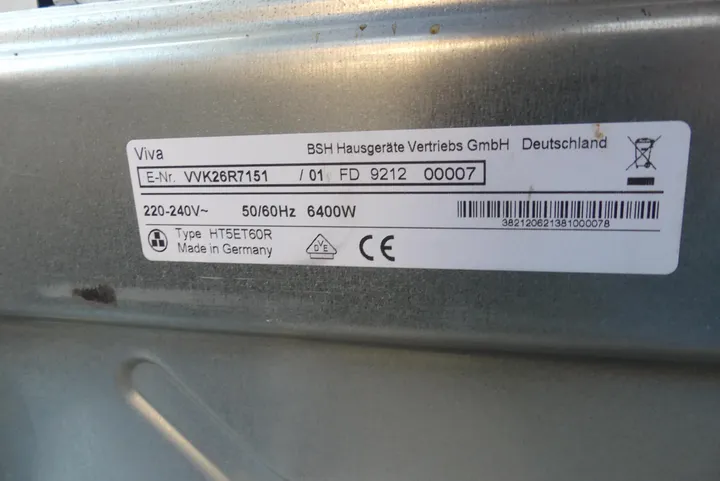 Viva BSH Hausgeräte Vertriebs GmbH Deutschland
E-Nr. VVK26R7151 / 01 FD 9212 00007
220-240V~ 50/60Hz 6400W
382120621381000078
Type HT5ET60R
Made in Germany
VDE CE